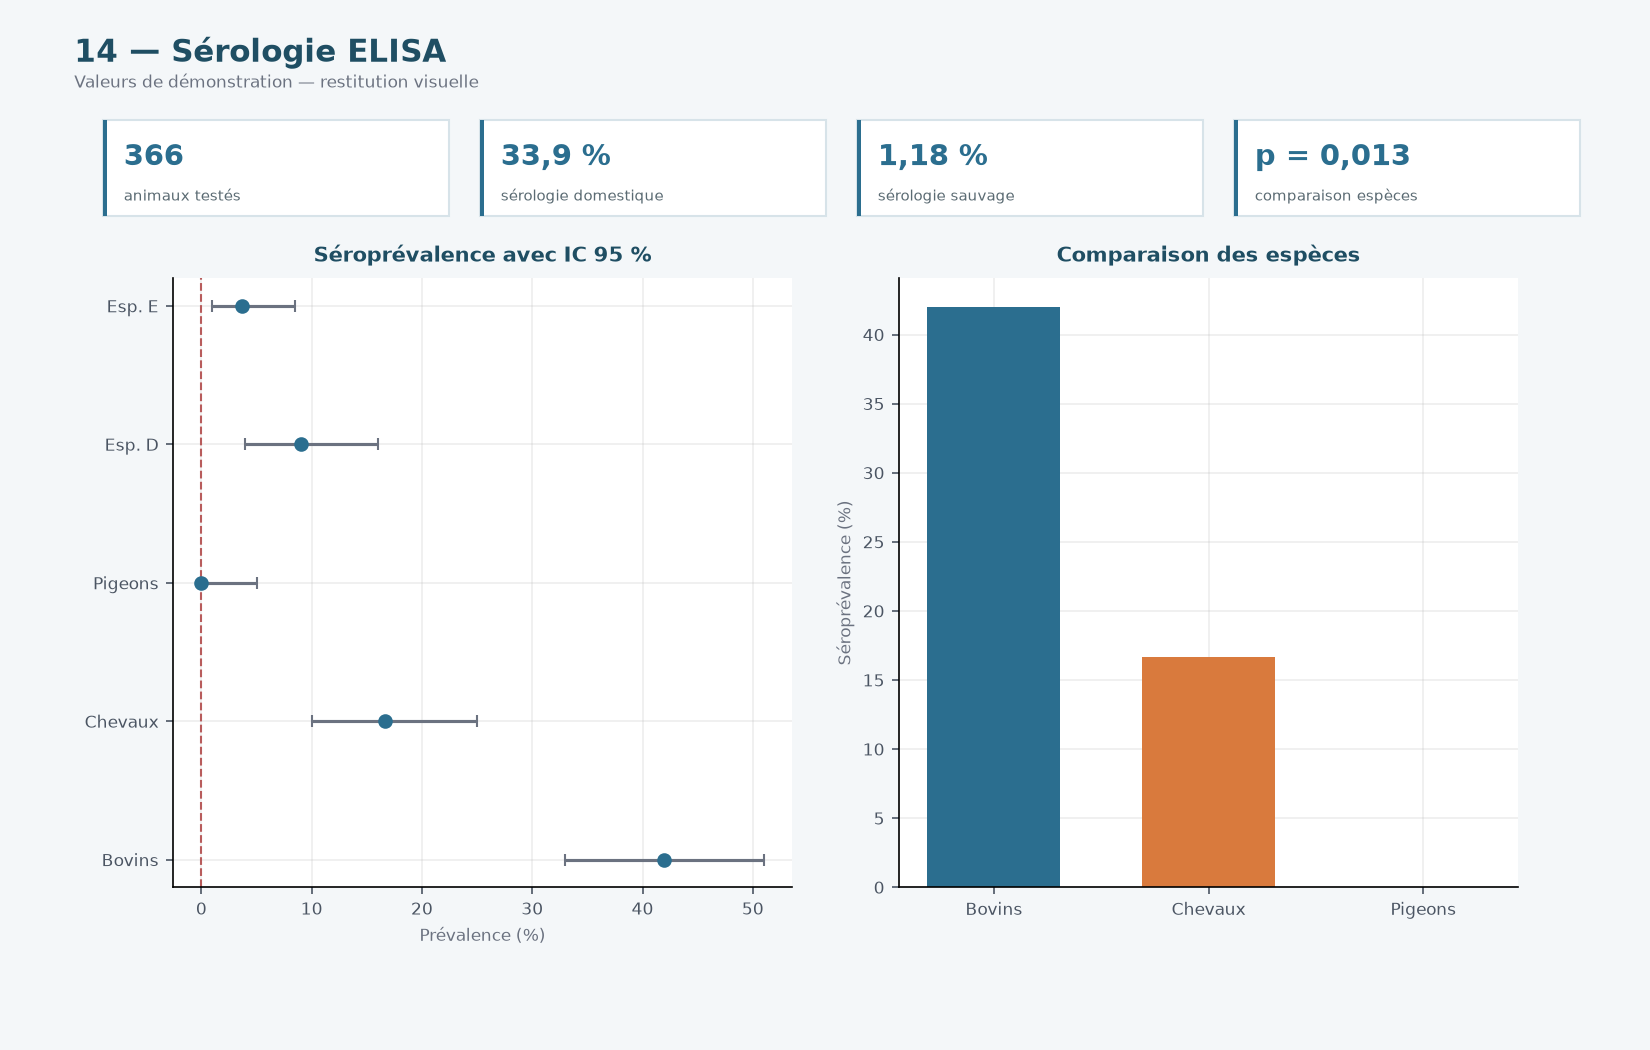 14 — Sérologie ELISA
Valeurs de démonstration — restitution visuelle
366
animaux testés
33,9 %
sérologie domestique
1,18 %
sérologie sauvage
p = 0,013
comparaison espèces
Séroprévalence avec IC 95 %
Esp. E
Esp. D
Pigeons
Chevaux
Bovins
0 10 20 30 40 50
Prévalence (%)
Comparaison des espèces
Séroprévalence (%)
40
35
30
25
20
15
10
5
0
Bovins Chevaux Pigeons